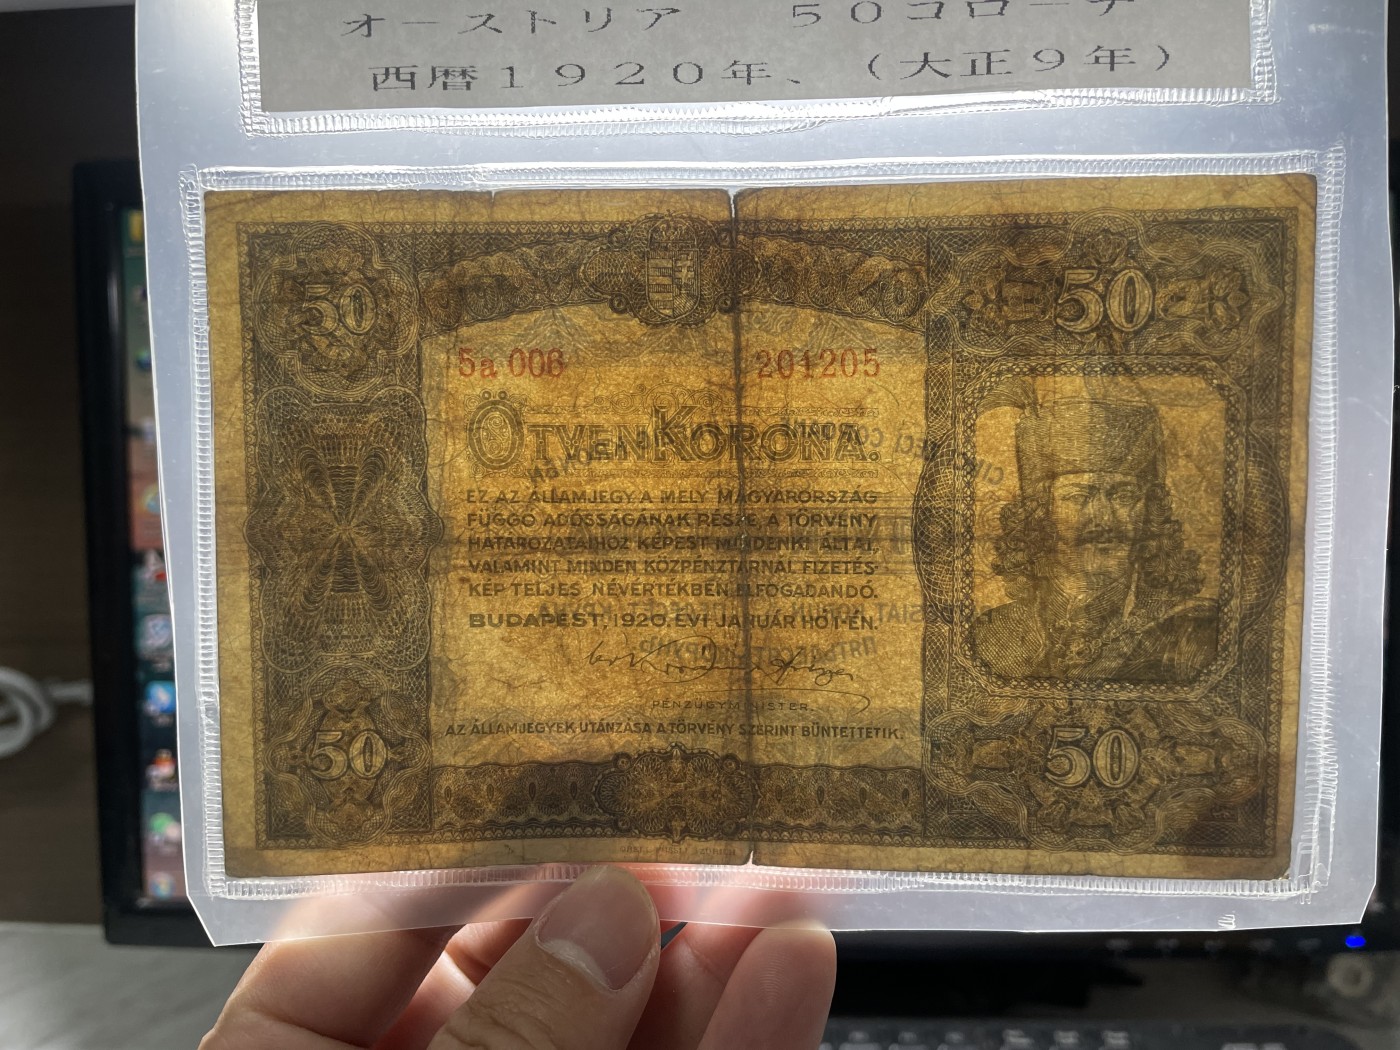 オーストリア　５０コローナ
西暦１９２０年、（大正９年）
50
50
5a 006
201205
ÖTVEN KORONA.
EZ AZ ÁLLAMJEGY A MELY MAGYARORSZÁG
FÜGGŐ ADÓSSÁGÁNAK RÉSZE, A TÖRVÉNY
HATÁROZATAIHOZ KÉPEST MINDENKI ÁLTAL,
VALAMINT MINDEN KÖZPÉNZTÁRNÁL FIZETÉS-
KÉP TELJES NÉVÉRTÉKBEN ELFOGADANDÓ.
BUDAPEST, 1920. ÉVI JANUÁR HÓ 1-ÉN.
PÉNZÜGYMINISTER.
AZ ÁLLAMJEGYEK UTÁNZÁSA A TÖRVÉNY SZERINT BÜNTETTETIK.
50
50